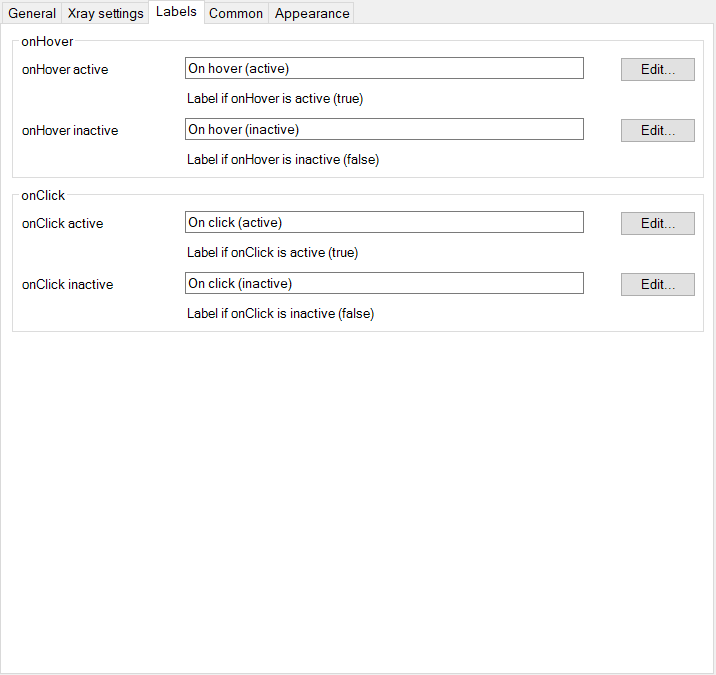 General Xray settings Labels Common Appearance
onHover
onHover active On hover (active) Edit...
Label if onHover is active (true)
onHover inactive On hover (inactive) Edit...
Label if onHover is inactive (false)
onClick
onClick active On click (active) Edit...
Label if onClick is active (true)
onClick inactive On click (inactive) Edit...
Label if onClick is inactive (false)